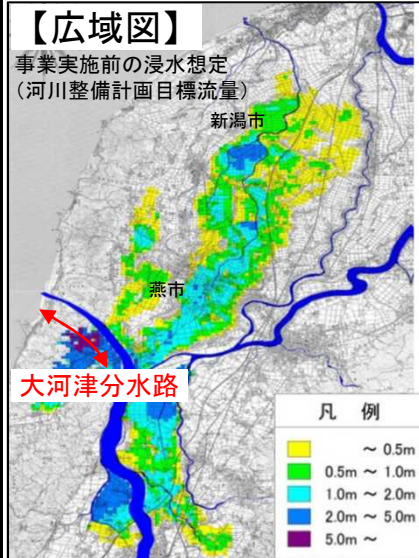 【広域図】
事業実施前の浸水想定
（河川整備計画目標流量）
新潟市
燕市
大河津分水路
凡 例
～ 0.5m
0.5m ～ 1.0m
1.0m ～ 2.0m
2.0m ～ 5.0m
5.0m ～